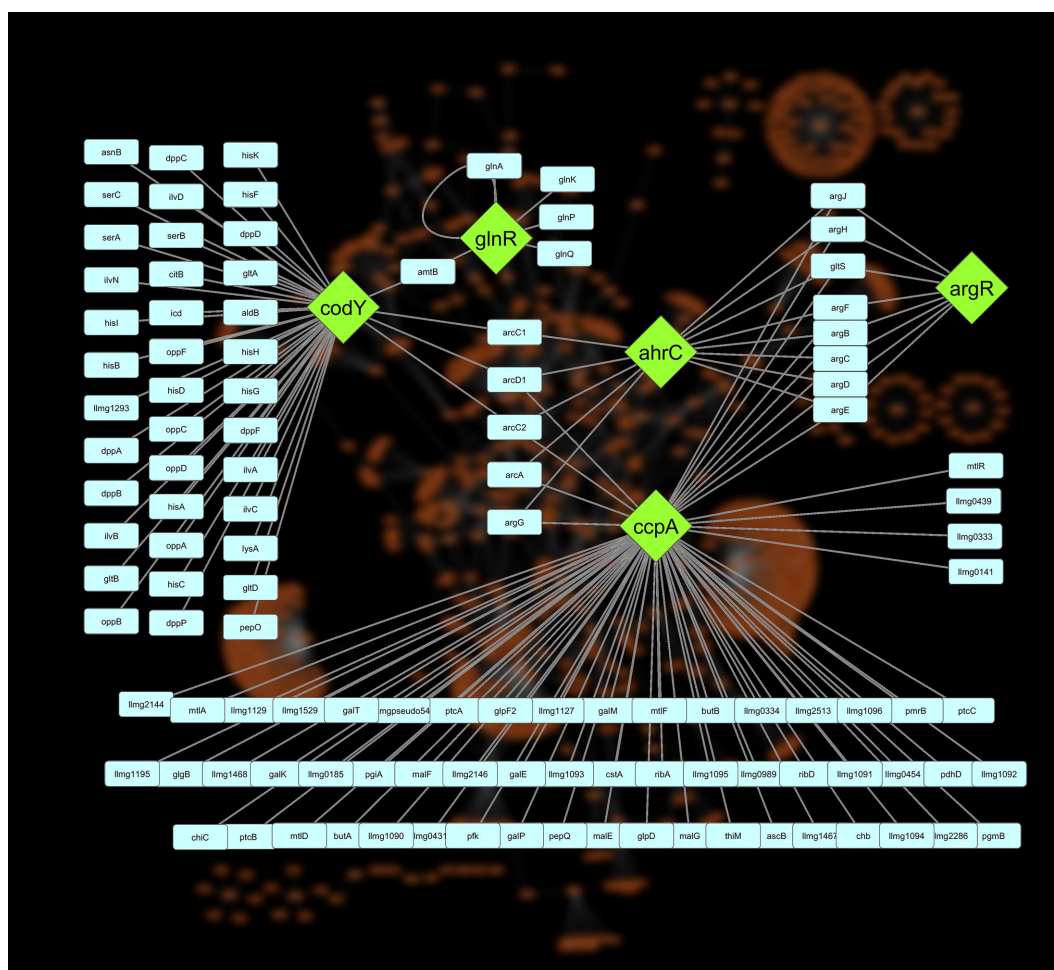 asnB
dppC
hisK
serC
ilvD
hisF
serA
serB
dppD
ilvN
citB
gltA
hisI
icd
aldB
hisB
oppF
hisH
llmg1293
hisD
hisG
dppA
oppC
dppF
dppB
oppD
ilvA
ilvB
hisA
ilvC
gltB
oppA
lysA
oppB
hisC
gltD
dppP
pepO
codY
glnA
glnK
glnP
glnQ
glnR
amtB
arcC1
arcD1
arcC2
arcA
argG
ahrC
ccpA
argJ
argH
gltS
argF
argB
argC
argD
argE
argR
mtlR
llmg0439
llmg0333
llmg0141
llmg2144 mtlA llmg1129 llmg1529 galT mgpseudo54 ptcA glpF2 llmg1127 galM mtlF butB llmg0334 llmg2513 llmg1096 pmrB ptcC
llmg1195 glgB llmg1468 galK llmg0185 pgiA malF llmg2146 galE llmg1093 cstA ribA llmg1095 llmg0989 ribD llmg1091 llmg0454 pdhD llmg1092
chiC ptcB mtlD butA llmg1090 lmg0431 pfk galP pepQ malE glpD malG thiM ascB llmg1467 chb llmg1094 lmg2286 pgmB